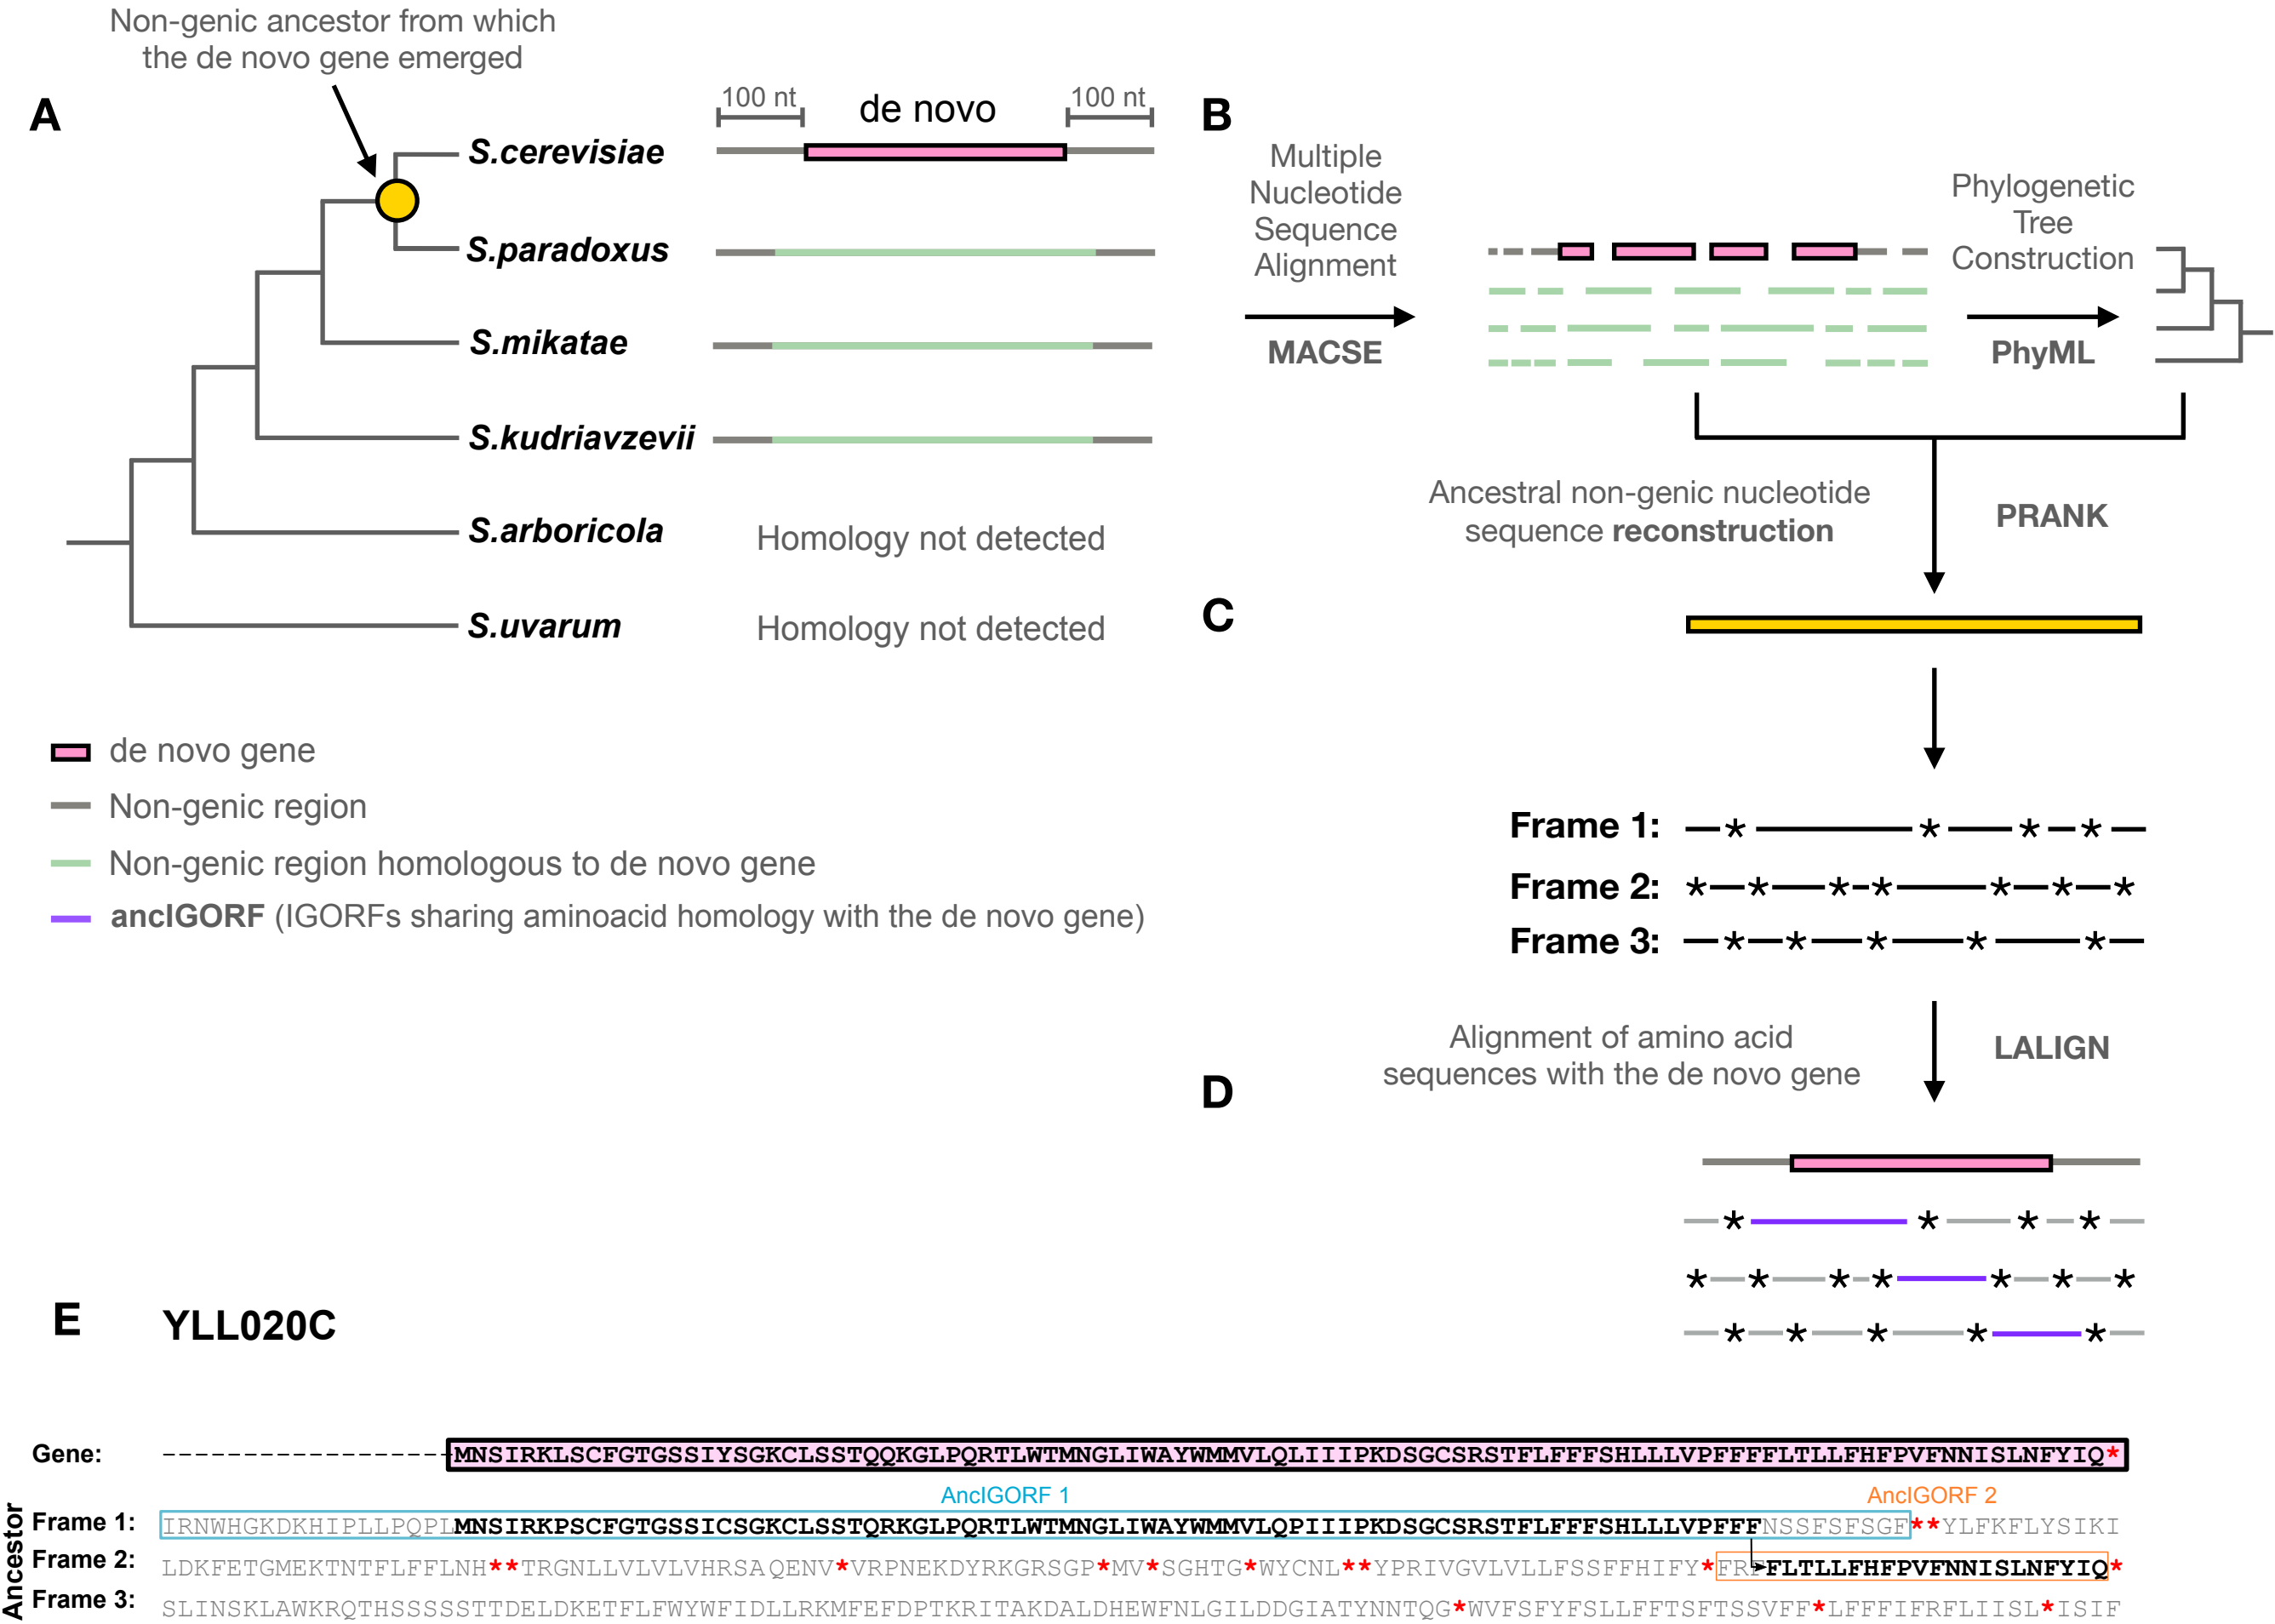 Non-genic ancestor from which
the de novo gene emerged
A
100 nt
de novo
100 nt
S.cerevisiae
S.paradoxus
S.mikatae
S.kudriavzevii
S.arboricola
Homology not detected
S.uvarum
Homology not detected
de novo gene
Non-genic region
Non-genic region homologous to de novo gene
ancIGORF (IGORFs sharing aminoacid homology with the de novo gene)
B
Multiple
Nucleotide
Sequence
Alignment
MACSE
Phylogenetic
Tree
Construction
PhyML
Ancestral non-genic nucleotide
sequence reconstruction
PRANK
C
Frame 1: * * * *
Frame 2: * * * * * * *
Frame 3: * * * * *
Alignment of amino acid
sequences with the de novo gene
LALIGN
D
* * * *
* * * * * * *
* * * * *
E
YLL020C
Gene: MNSIRKLSCFGTGSSIYSGKCLSSTQQKGLPQRTLWTMNGLIWAYWMMVLQLIIIPKDSGCSRSTFLFFFSHLLLVPFFFFLTLLFHFPVFNNISLNFYIQ*
AncIGORF 1
AncIGORF 2
Ancestor
Frame 1: IRNWHGKDKHIPLLPQPLMNSIRKPSCFGTGSSICSGKCLSSTQRKGLPQRTLWTMNGLIWAYWMMVLQPIIIPKDSGCSRSTFLFFFSHLLLVPFFFNSSFSFSGF**YLFKFLYSIKI
Frame 2: LDKFETGMEKTNTFLFFLNH**TRGNLLVLVLVHRSAQENV*VRPNEKDYRKGRSGP*MV*SGHTG*WYCNL**YPRIVGVLVLLFSSFFHIFY*FRFFLTLLFHFPVFNNISLNFYIQ*
Frame 3: SLINSKLAWKRQTHSSSSSTTDELDKETFLFWYWFIDLLRKMFEFDPTKRITAKDALDHEWFNLGILDDGIATYNNTQG*WVFSFYFSLLFFTSFTSSVFF*LFFFIFRFLIISL*ISIF